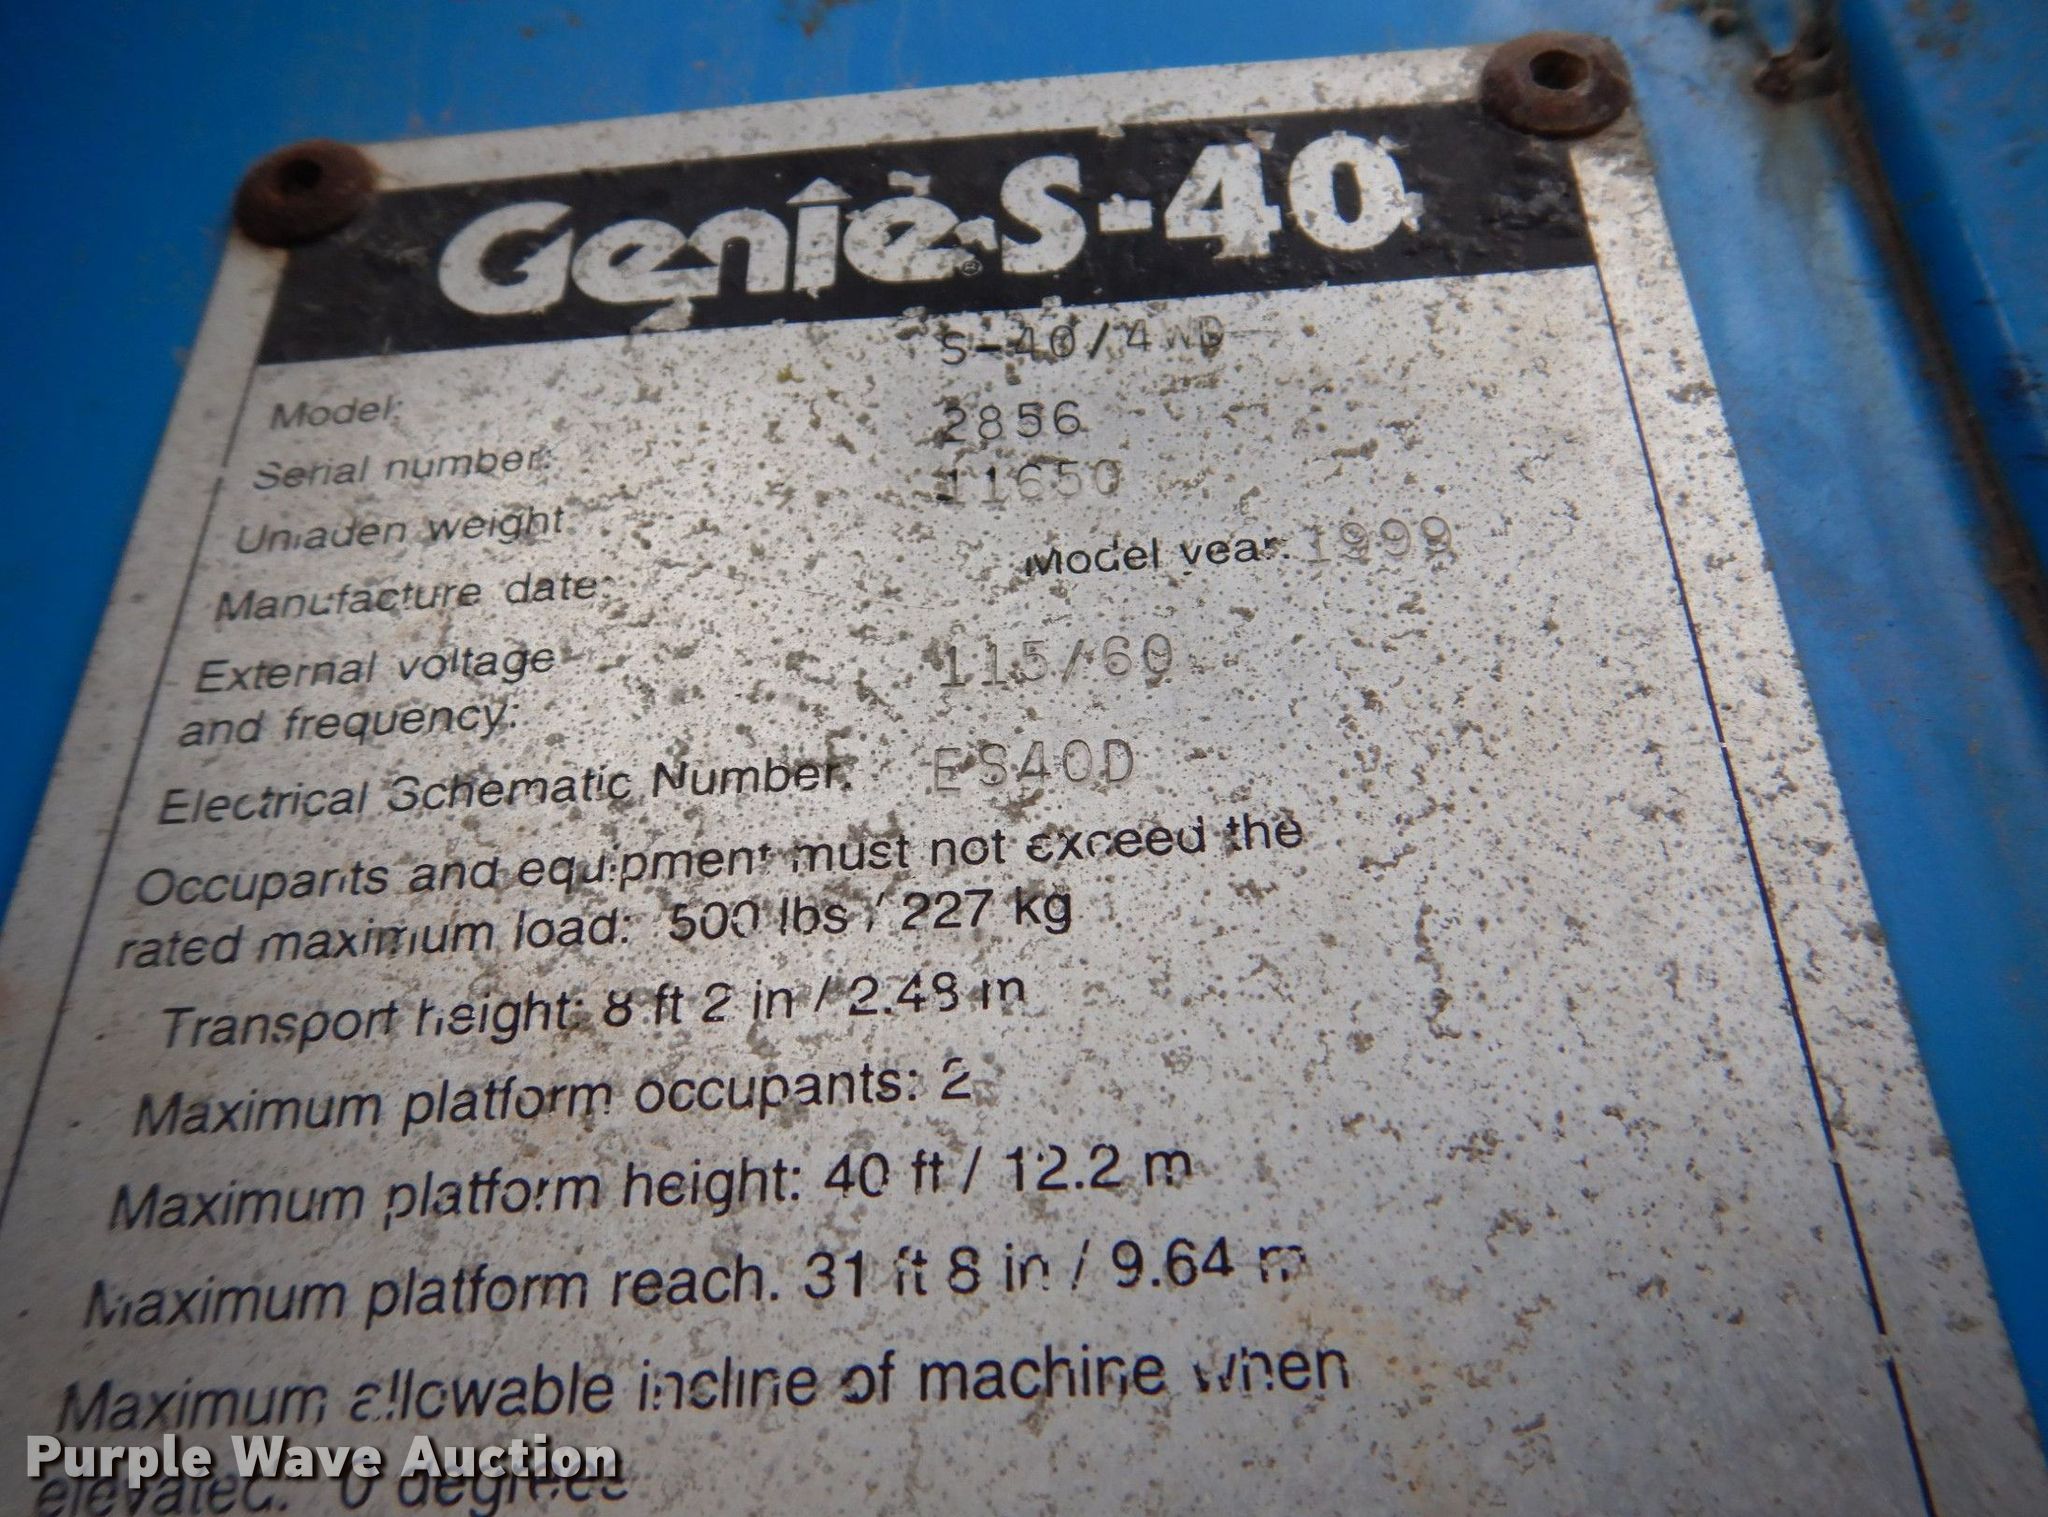 Genie S-40
Model: S-40/4WD
Serial number: 2856
Unladen weight: 11650
Manufacture date: Model year: 1999
External voltage
and frequency: 115/60
Electrical Schematic Number: ES40D
Occupants and equipment must not exceed the
rated maximum load: 500 lbs / 227 kg
Transport height: 8 ft 2 in / 2.48 m
Maximum platform occupants: 2
Maximum platform height: 40 ft / 12.2 m
Maximum platform reach: 31 ft 8 in / 9.64 m
Maximum allowable incline of machine when
elevated: 0 degrees
Purple Wave Auction